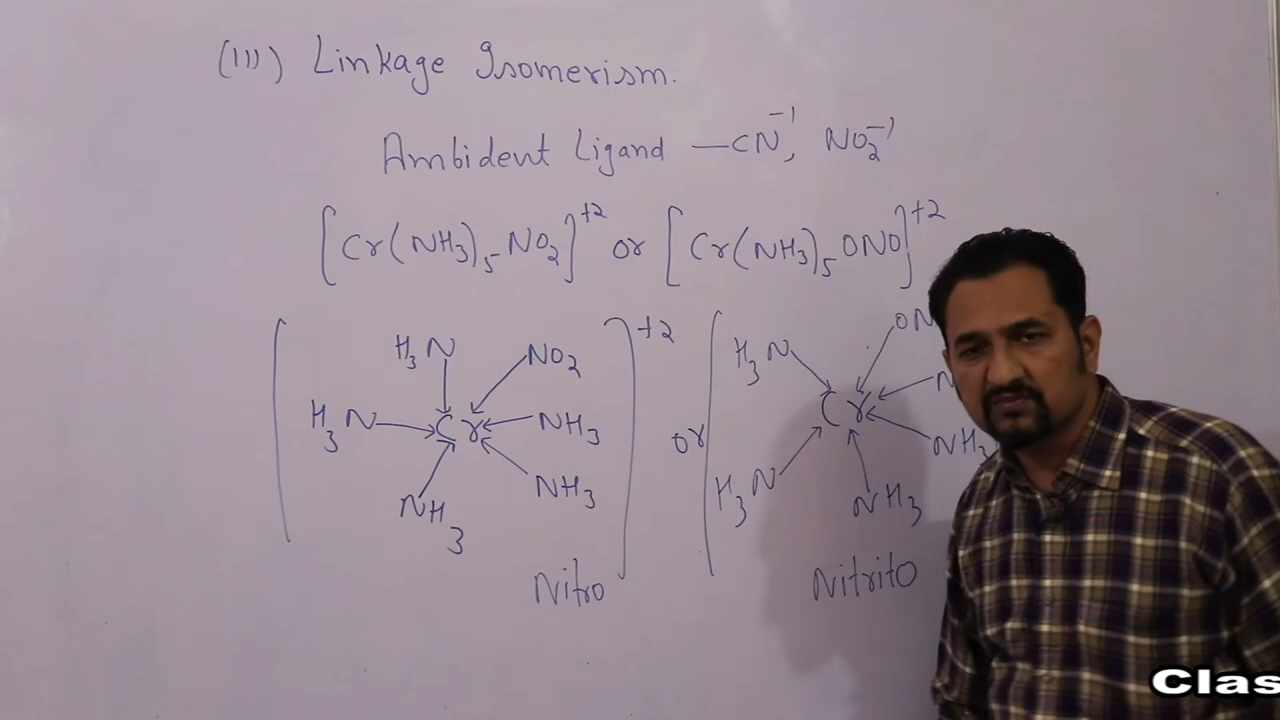 (III) Linkage Isomerism.
Ambident Ligand — CN⁻¹, NO₂⁻¹
[Cr(NH₃)₅NO₂]⁺² or [Cr(NH₃)₅ONO]⁺²
H₃N NO₂ +2
H₃N Cr NH₃
NH₃ NH₃
Nitro
or
H₃N ON
Cr N
H₃N NH₃ NH₃
Nitrito
Clas